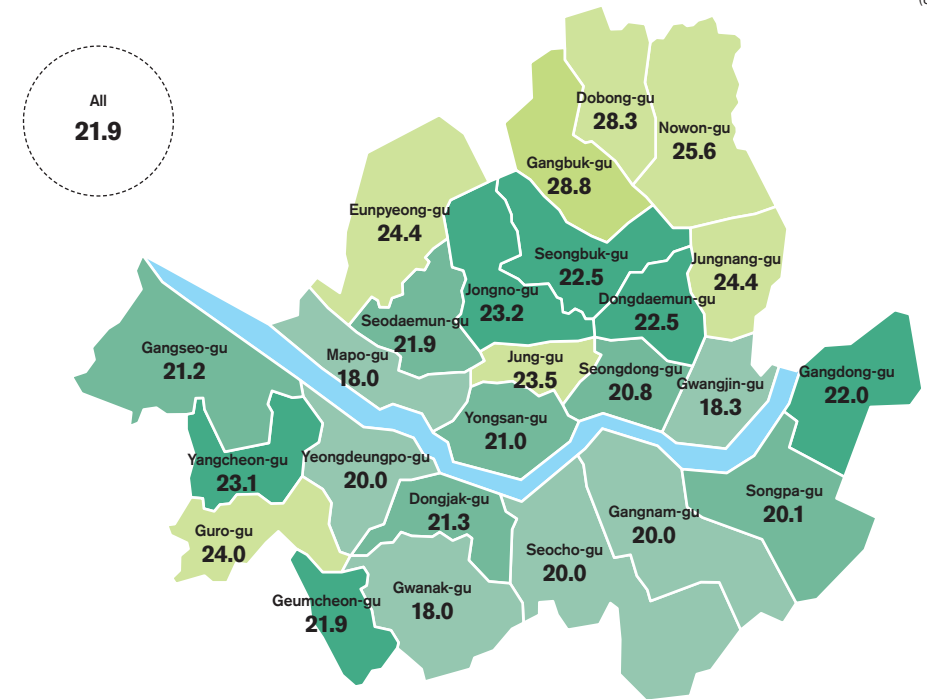 All
21.9
Dobong-gu
28.3
Nowon-gu
25.6
Gangbuk-gu
28.8
Eunpyeong-gu
24.4
Seongbuk-gu
22.5
Jungnang-gu
24.4
Jongno-gu
23.2
Dongdaemun-gu
22.5
Seodaemun-gu
21.9
Gangseo-gu
21.2
Mapo-gu
18.0
Jung-gu
23.5
Seongdong-gu
20.8
Gwangjin-gu
18.3
Gangdong-gu
22.0
Yongsan-gu
21.0
Yangcheon-gu
23.1
Yeongdeungpo-gu
20.0
Dongjak-gu
21.3
Songpa-gu
20.1
Gangnam-gu
20.0
Guro-gu
24.0
Seocho-gu
20.0
Geumcheon-gu
21.9
Gwanak-gu
18.0